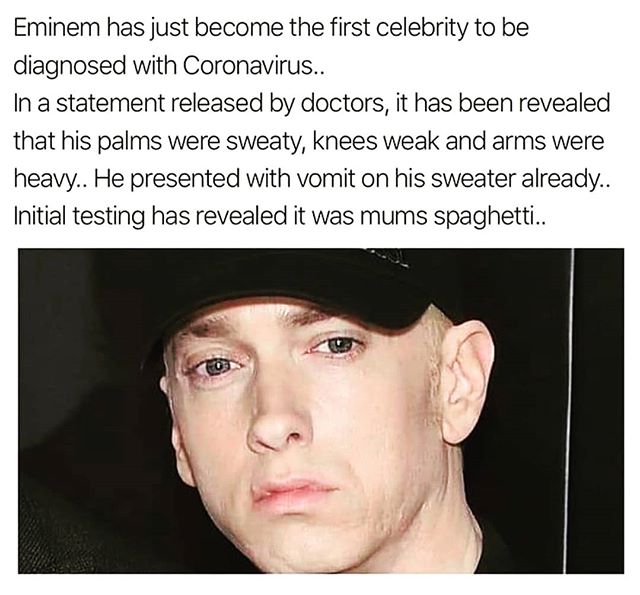 Eminem has just become the first celebrity to be
diagnosed with Coronavirus..
In a statement released by doctors, it has been revealed
that his palms were sweaty, knees weak and arms were
heavy.. He presented with vomit on his sweater already..
Initial testing has revealed it was mums spaghetti..